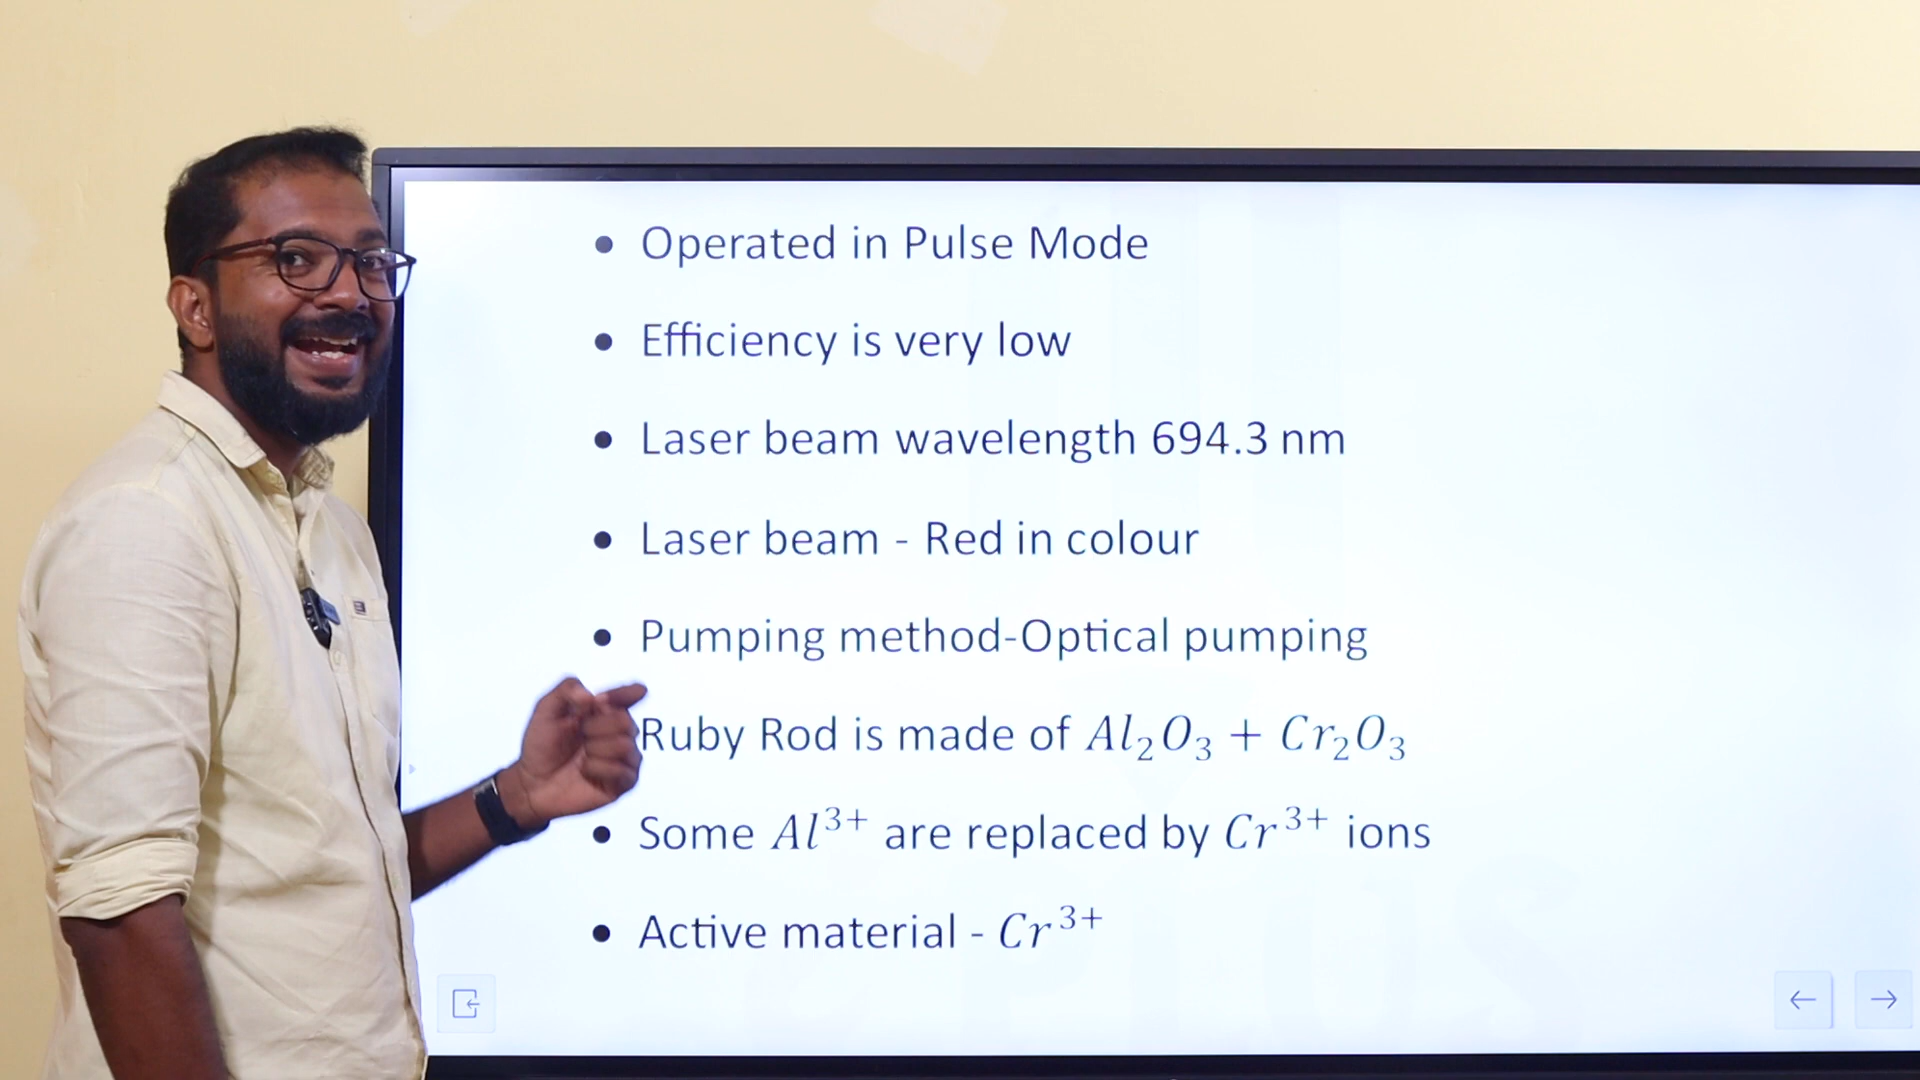 • Operated in Pulse Mode
• Efficiency is very low
• Laser beam wavelength 694.3 nm
• Laser beam - Red in colour
• Pumping method-Optical pumping
Ruby Rod is made of Al₂O₃ + Cr₂O₃
• Some Al³⁺ are replaced by Cr³⁺ ions
• Active material - Cr³⁺